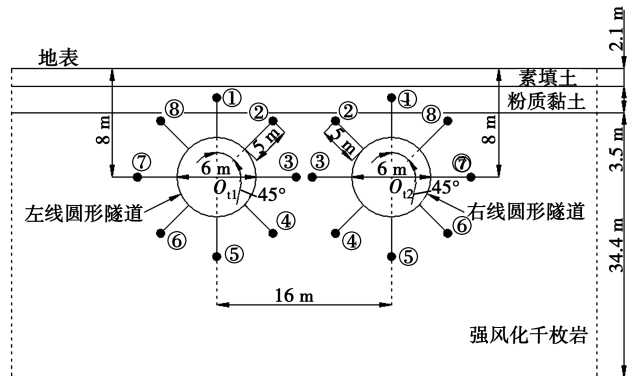 地表
2.1 m
素填土
粉质黏土
3.5 m
8 m
8 m
①
②
②
①
⑧
⑧
5 m
5 m
⑦
6 m
③
③
6 m
⑦
O_t1
45°
O_t2
45°
左线圆形隧道
右线圆形隧道
⑥
④
④
⑥
⑤
⑤
34.4 m
16 m
强风化千枚岩